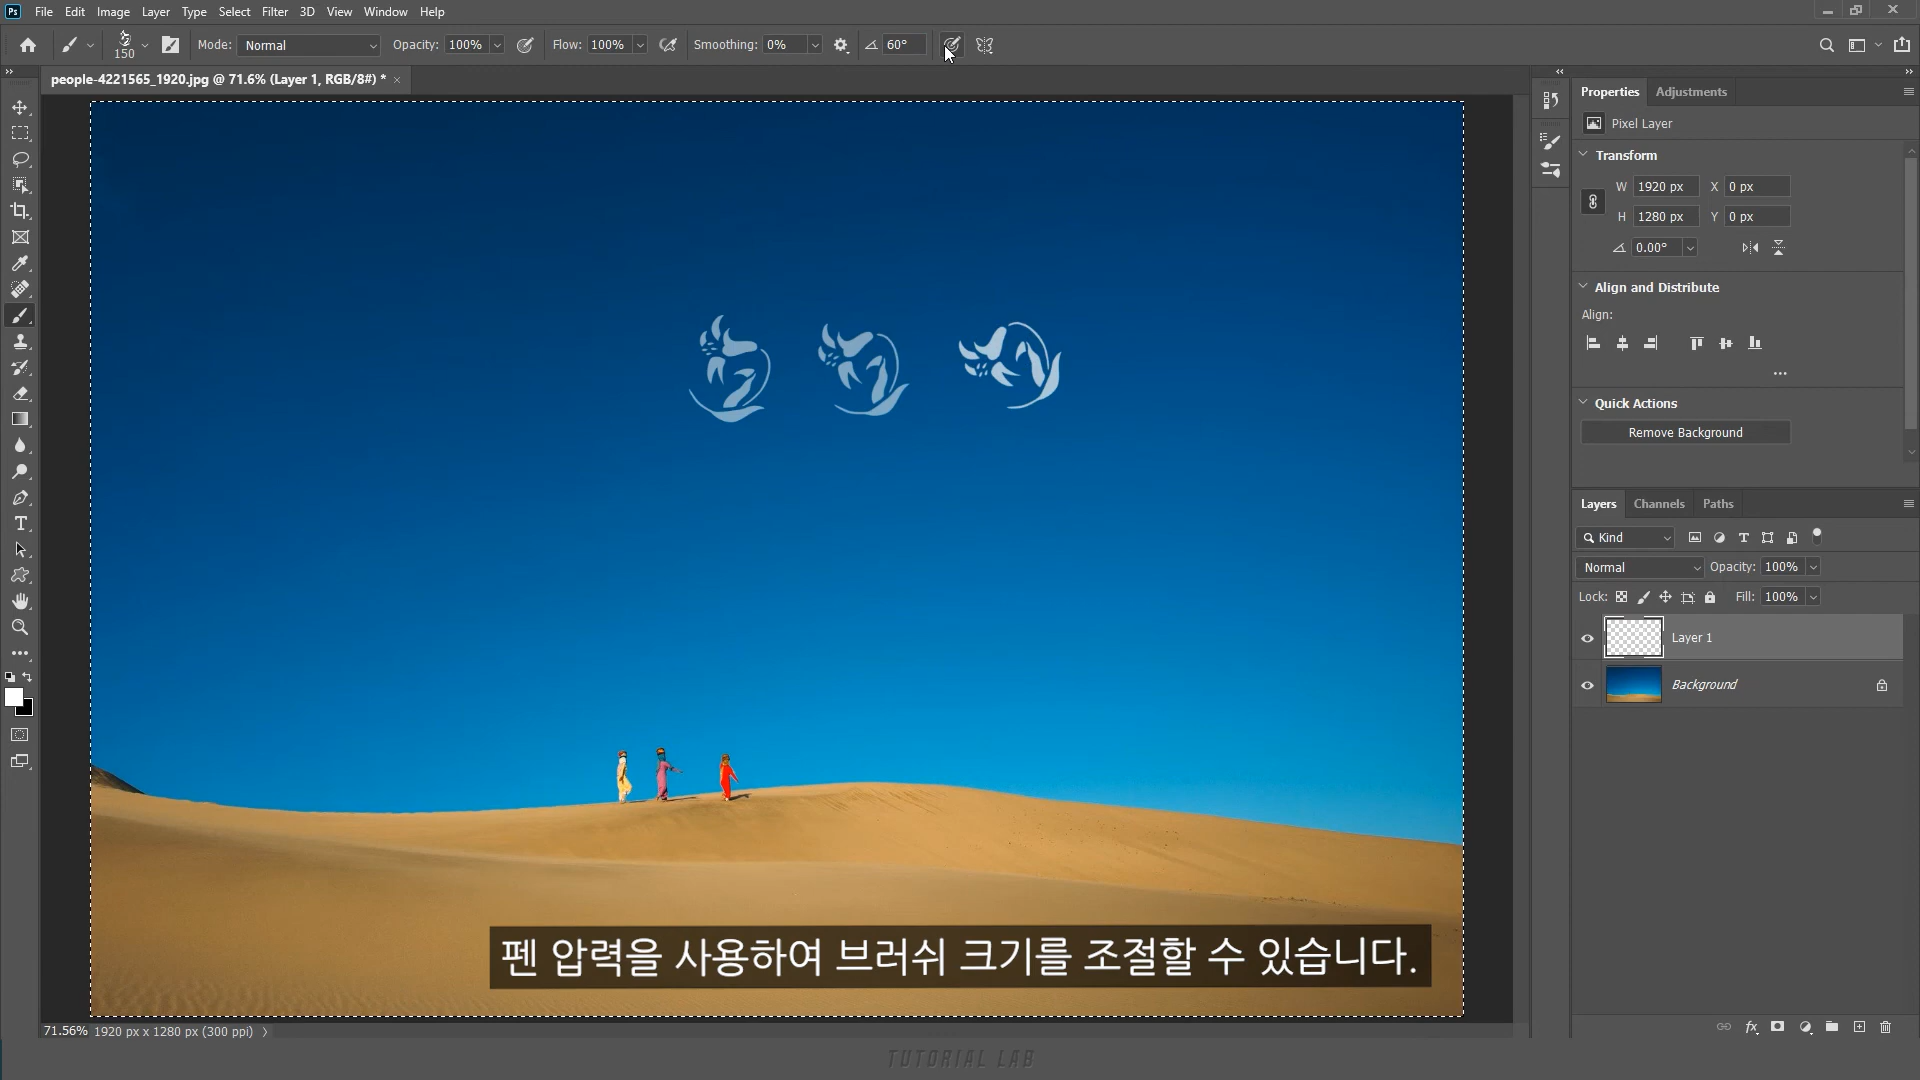 Ps File Edit Image Layer Type Select Filter 3D View Window Help
150 Mode: Normal Opacity: 100% Flow: 100% Smoothing: 0% 60°
people-4221565_1920.jpg @ 71.6% (Layer 1, RGB/8#) *
Properties Adjustments
Pixel Layer
Transform
W 1920 px X 0 px
H 1280 px Y 0 px
0.00°
Align and Distribute
Align:
Quick Actions
Remove Background
Layers Channels Paths
Kind
Normal Opacity: 100%
Lock: Fill: 100%
Layer 1
Background
펜 압력을 사용하여 브러쉬 크기를 조절할 수 있습니다.
71.56% 1920 px x 1280 px (300 ppi)
TUTORIAL LAB